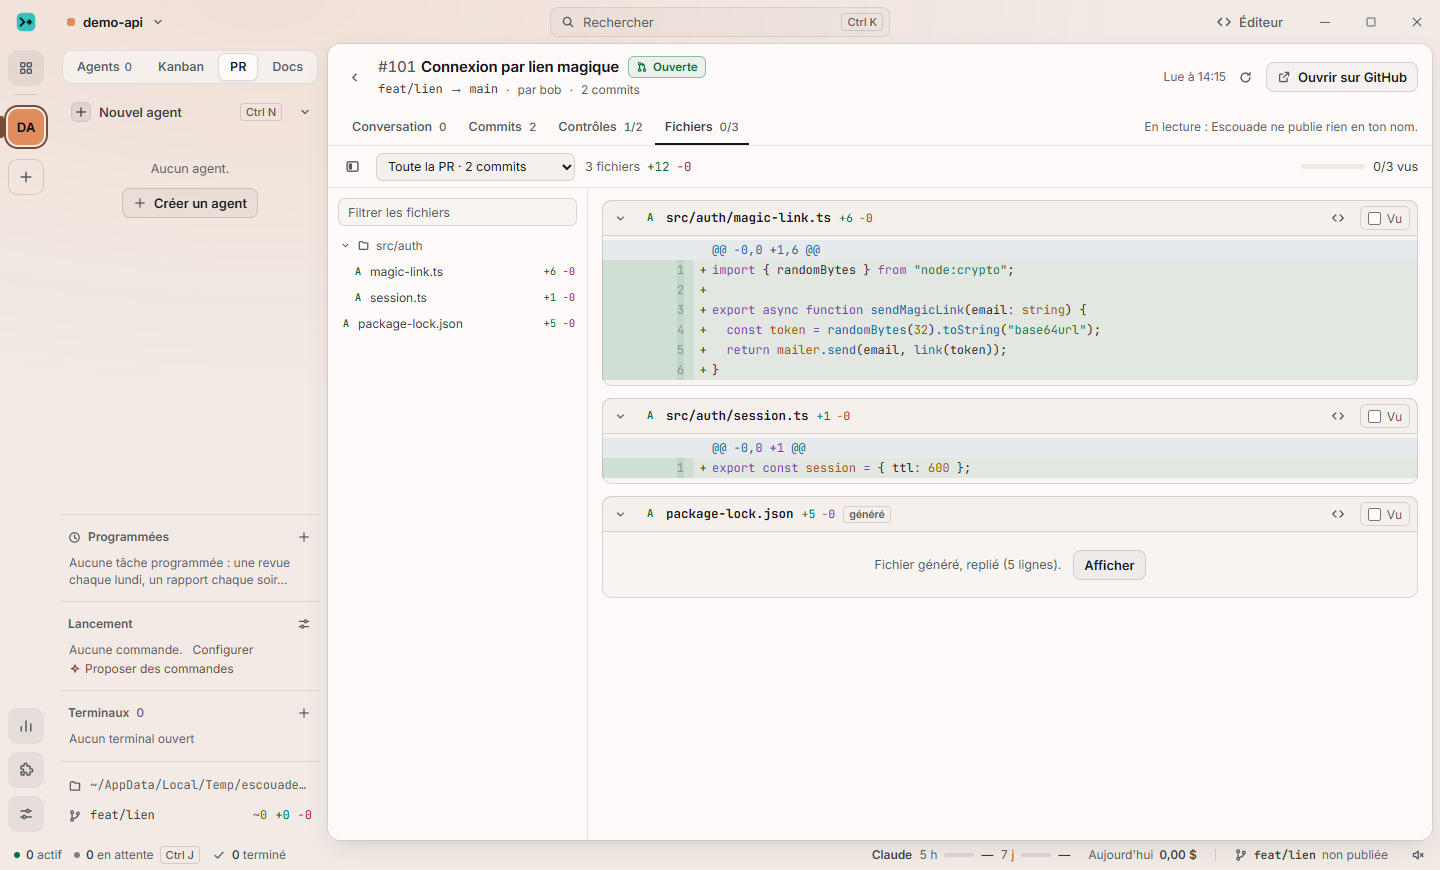 demo-api
Rechercher
Ctrl K
Éditeur
Agents 0
Kanban
PR
Docs
#101 Connexion par lien magique
Ouverte
feat/lien → main · par bob · 2 commits
Lue à 14:15
Ouvrir sur GitHub
DA
Nouvel agent
Ctrl N
Aucun agent.
Créer un agent
Conversation 0
Commits 2
Contrôles 1/2
Fichiers 0/3
En lecture : Escouade ne publie rien en ton nom.
Toute la PR · 2 commits
3 fichiers +12 -0
0/3 vus
Filtrer les fichiers
src/auth
A magic-link.ts +6 -0
A session.ts +1 -0
A package-lock.json +5 -0
A src/auth/magic-link.ts +6 -0
Vu
@@ -0,0 +1,6 @@
1 + import { randomBytes } from "node:crypto";
2 +
3 + export async function sendMagicLink(email: string) {
4 + const token = randomBytes(32).toString("base64url");
5 + return mailer.send(email, link(token));
6 + }
A src/auth/session.ts +1 -0
Vu
@@ -0,0 +1 @@
1 + export const session = { ttl: 600 };
A package-lock.json +5 -0 généré
Vu
Fichier généré, replié (5 lignes).
Afficher
Programmées
Aucune tâche programmée : une revue
chaque lundi, un rapport chaque soir...
Lancement
Aucune commande. Configurer
Proposer des commandes
Terminaux 0
Aucun terminal ouvert
~/AppData/Local/Temp/escouade…
feat/lien ~0 +0 -0
0 actif
0 en attente
Ctrl J
0 terminé
Claude 5 h — 7 j —
Aujourd'hui 0,00 $
feat/lien non publiée